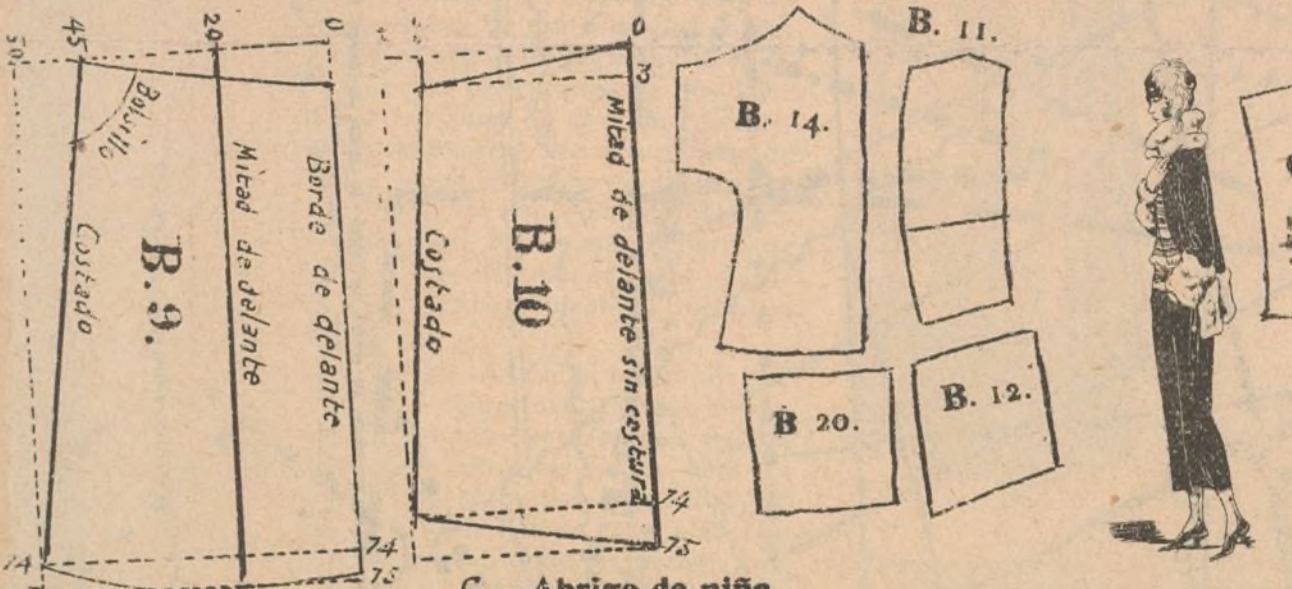 50
45
20
0
Bolsillo
Costado
B. 9.
Mitad de delante
Borde de delante
74
74
75
0
Mitad de delante sin costura
B.10
Costado
74
75
B. 14.
B. 11.
B 20.
B. 12.
C. Abrigo de niña